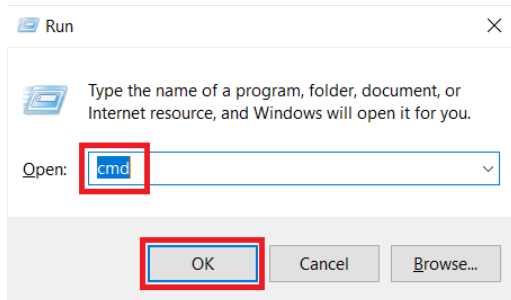 Run
Type the name of a program, folder, document, or
Internet resource, and Windows will open it for you.
Open: cmd
OK Cancel Browse...